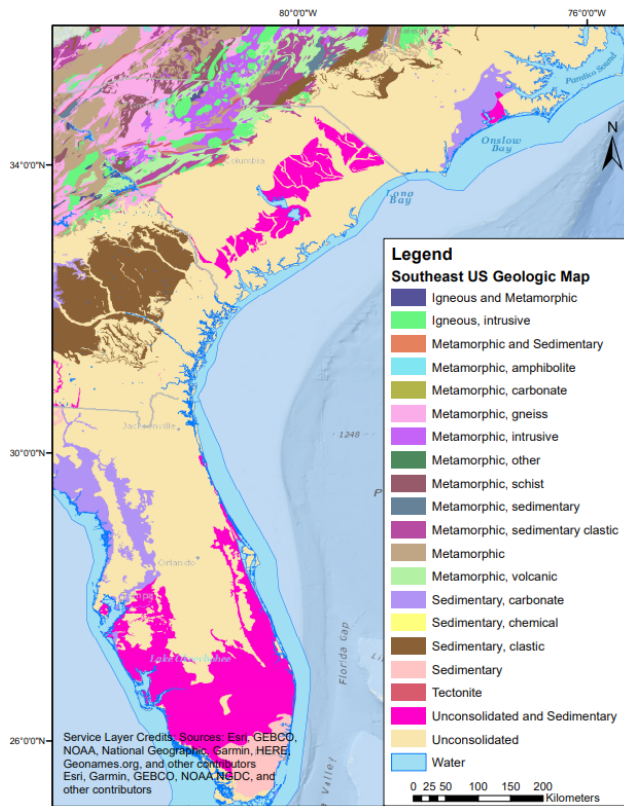 80°0'0"W
76°0'0"W
Pamlico Sound
34°0'0"N
Columbia
Onslow
Bay
Long
Bay
N
Legend
Southeast US Geologic Map
Igneous and Metamorphic
Igneous, intrusive
Metamorphic and Sedimentary
Metamorphic, amphibolite
Metamorphic, carbonate
Metamorphic, gneiss
Metamorphic, intrusive
Metamorphic, other
Metamorphic, schist
Metamorphic, sedimentary
Metamorphic, sedimentary clastic
Metamorphic
Metamorphic, volcanic
Sedimentary, carbonate
Sedimentary, chemical
Sedimentary, clastic
Sedimentary
Tectonite
Unconsolidated and Sedimentary
Unconsolidated
Water
0 25 50 100 150 200
Kilometers
Jacksonville
30°0'0"N
1248
P
Orlando
Lake Okeechobee
Florida Gap
26°0'0"N
Service Layer Credits: Sources: Esri, GEBCO,
NOAA, National Geographic, Garmin, HERE,
Geonames.org, and other contributors
Esri, Garmin, GEBCO, NOAA NGDC, and
other contributors
Valley